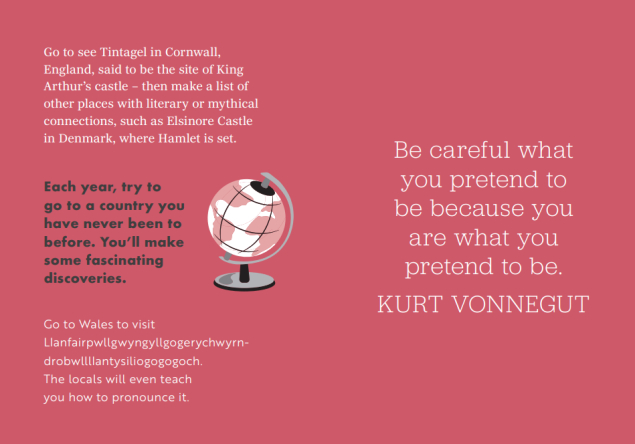 Go to see Tintagel in Cornwall,
England, said to be the site of King
Arthur's castle – then make a list of
other places with literary or mythical
connections, such as Elsinore Castle
in Denmark, where Hamlet is set.
Each year, try to
go to a country you
have never been to
before. You'll make
some fascinating
discoveries.
Go to Wales to visit
Llanfairpwllgwyngyllgogerychwyrn-
drobwllllantysiliogogogoch.
The locals will even teach
you how to pronounce it.
Be careful what
you pretend to
be because you
are what you
pretend to be.
KURT VONNEGUT